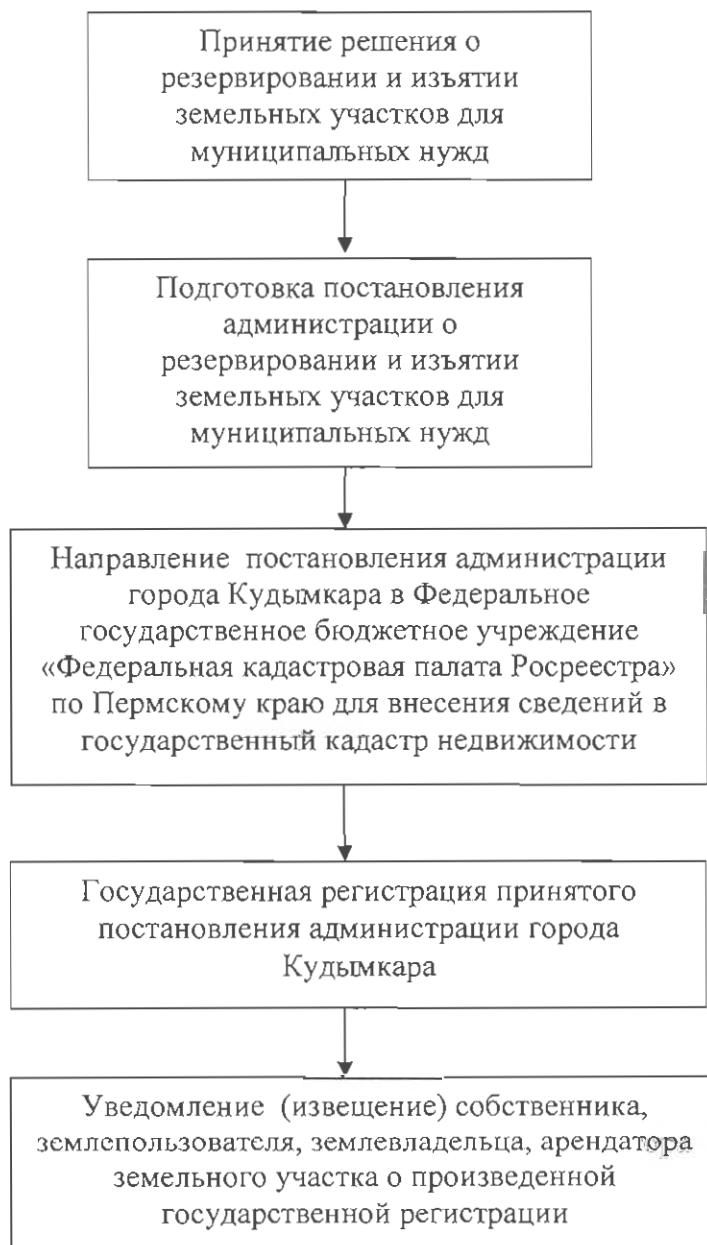 Принятие решения о
резервировании и изъятии
земельных участков для
муниципальных нужд
Подготовка постановления
администрации о
резервировании и изъятии
земельных участков для
муниципальных нужд
Направление постановления администрации
города Кудымкара в Федеральное
государственное бюджетное учреждение
«Федеральная кадастровая палата Росреестра»
по Пермскому краю для внесения сведений в
государственный кадастр недвижимости
Государственная регистрация принятого
постановления администрации города
Кудымкара
Уведомление (извещение) собственника,
землепользователя, землевладельца, арендатора
земельного участка о произведенной
государственной регистрации